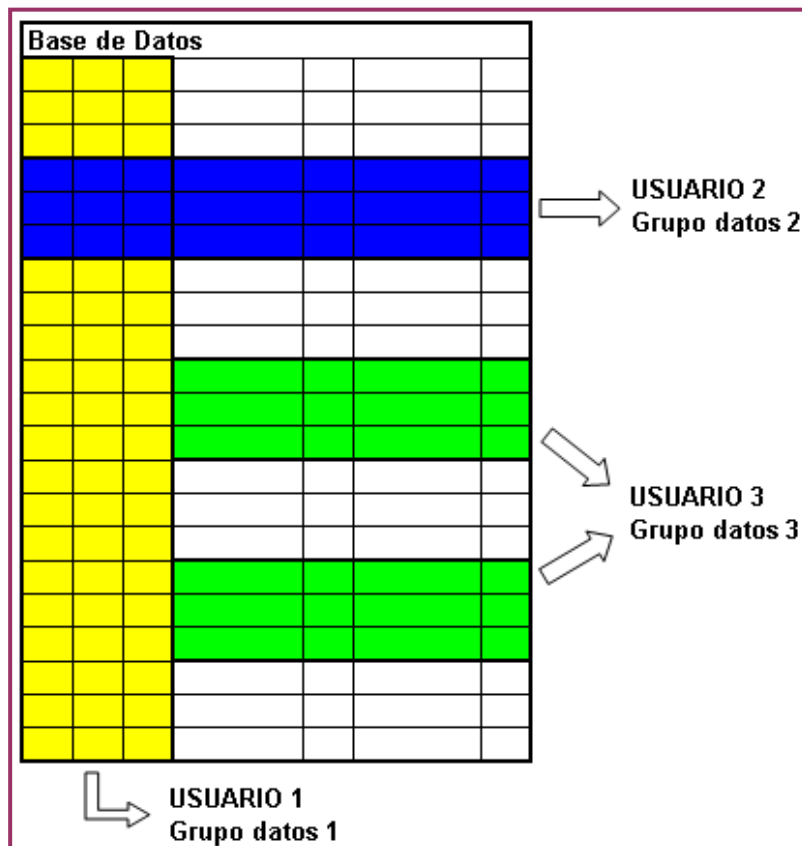 Base de Datos
USUARIO 2
Grupo datos 2
USUARIO 3
Grupo datos 3
USUARIO 1
Grupo datos 1